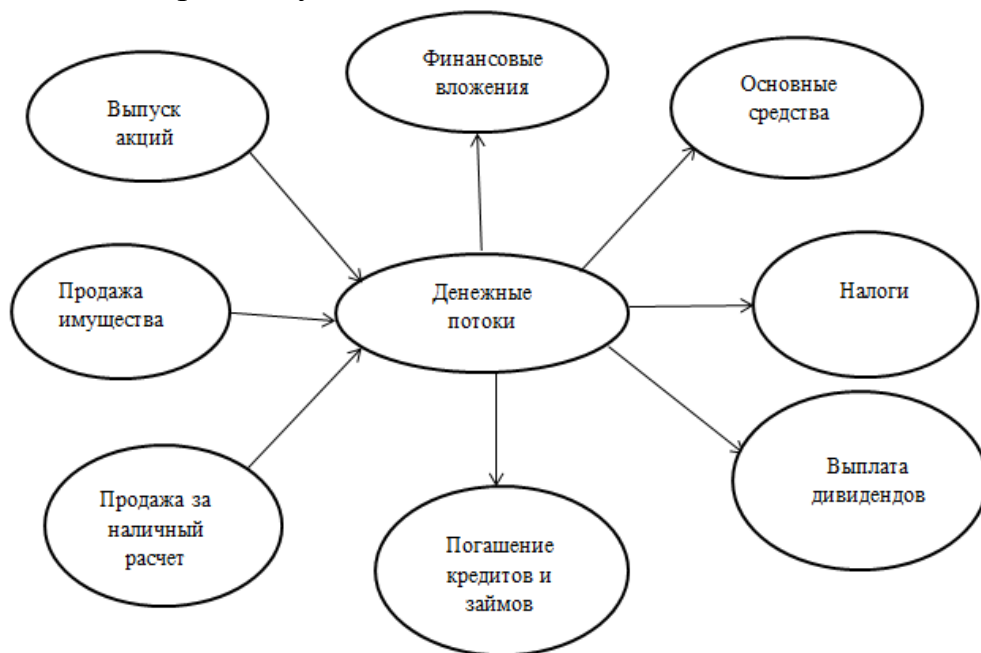 Финансовые
вложения
Выпуск
акций
Основные
средства
Продажа
имущества
Денежные
потоки
Налоги
Продажа за
наличный
расчет
Погашение
кредитов и
займов
Выплата
дивидендов